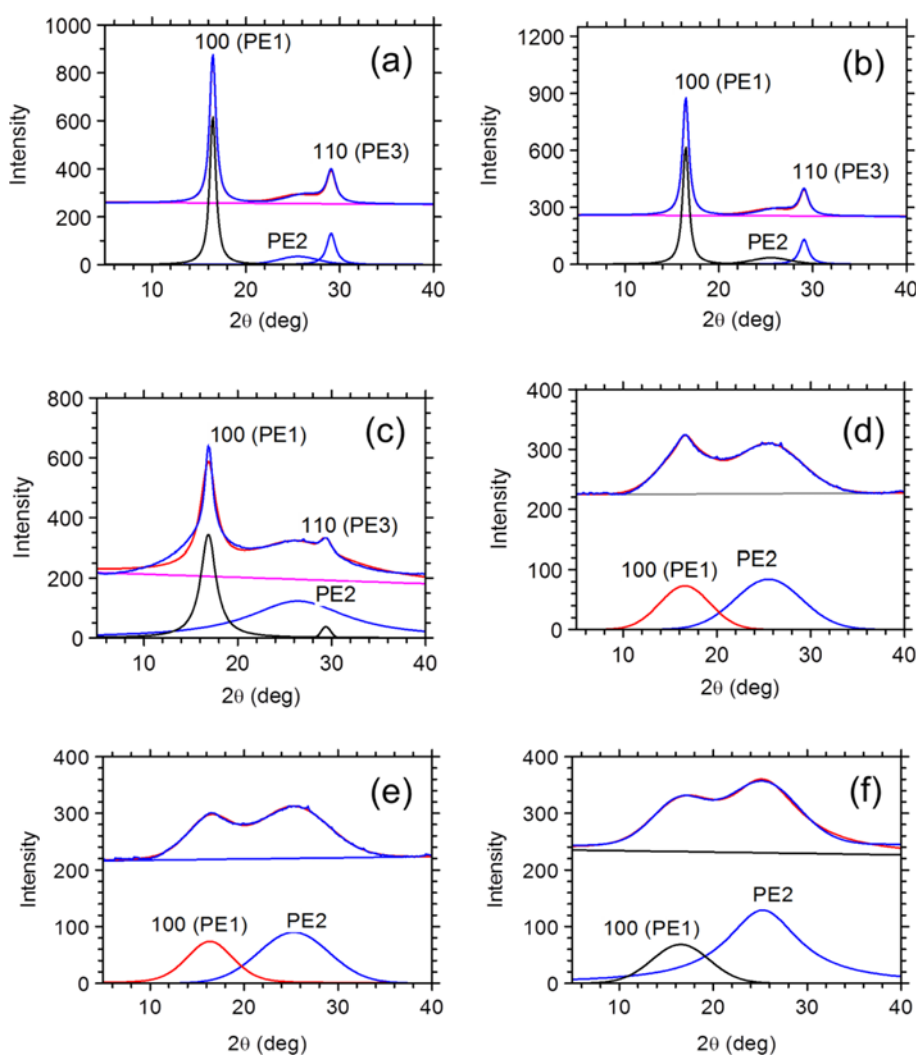 1000
800
600
400
200
0
Intensity
100 (PE1)
(a)
110 (PE3)
PE2
10 20 30 40
2θ (deg)
1200
900
600
300
0
Intensity
100 (PE1)
(b)
110 (PE3)
PE2
10 20 30 40
2θ (deg)
800
600
400
200
0
Intensity
100 (PE1)
(c)
110 (PE3)
PE2
10 20 30 40
2θ (deg)
400
300
200
100
0
Intensity
(d)
100 (PE1)
PE2
10 20 30 40
2θ (deg)
400
300
200
100
0
Intensity
(e)
100 (PE1)
PE2
10 20 30 40
2θ (deg)
400
300
200
100
0
Intensity
(f)
PE2
100 (PE1)
10 20 30 40
2θ (deg)